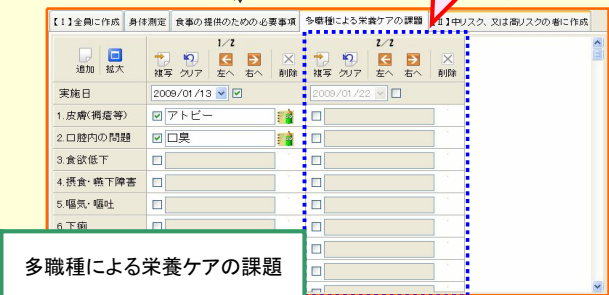 【Ⅰ】全員に作成 身体測定 食事の提供のための必要事項 多職種による栄養ケアの課題 【Ⅱ】中リスク、又は高リスクの者に作成
1/2 2/2
追加 拡大 複写 クリア 左へ 右へ 削除 複写 クリア 左へ 右へ 削除
実施日 2009/01/13 2009/01/22
1.皮膚(褥瘡等) アトピー
2.口腔内の問題 口臭
3.食欲低下
4.摂食・嚥下障害
5.嘔気・嘔吐
6.下痢
多職種による栄養ケアの課題